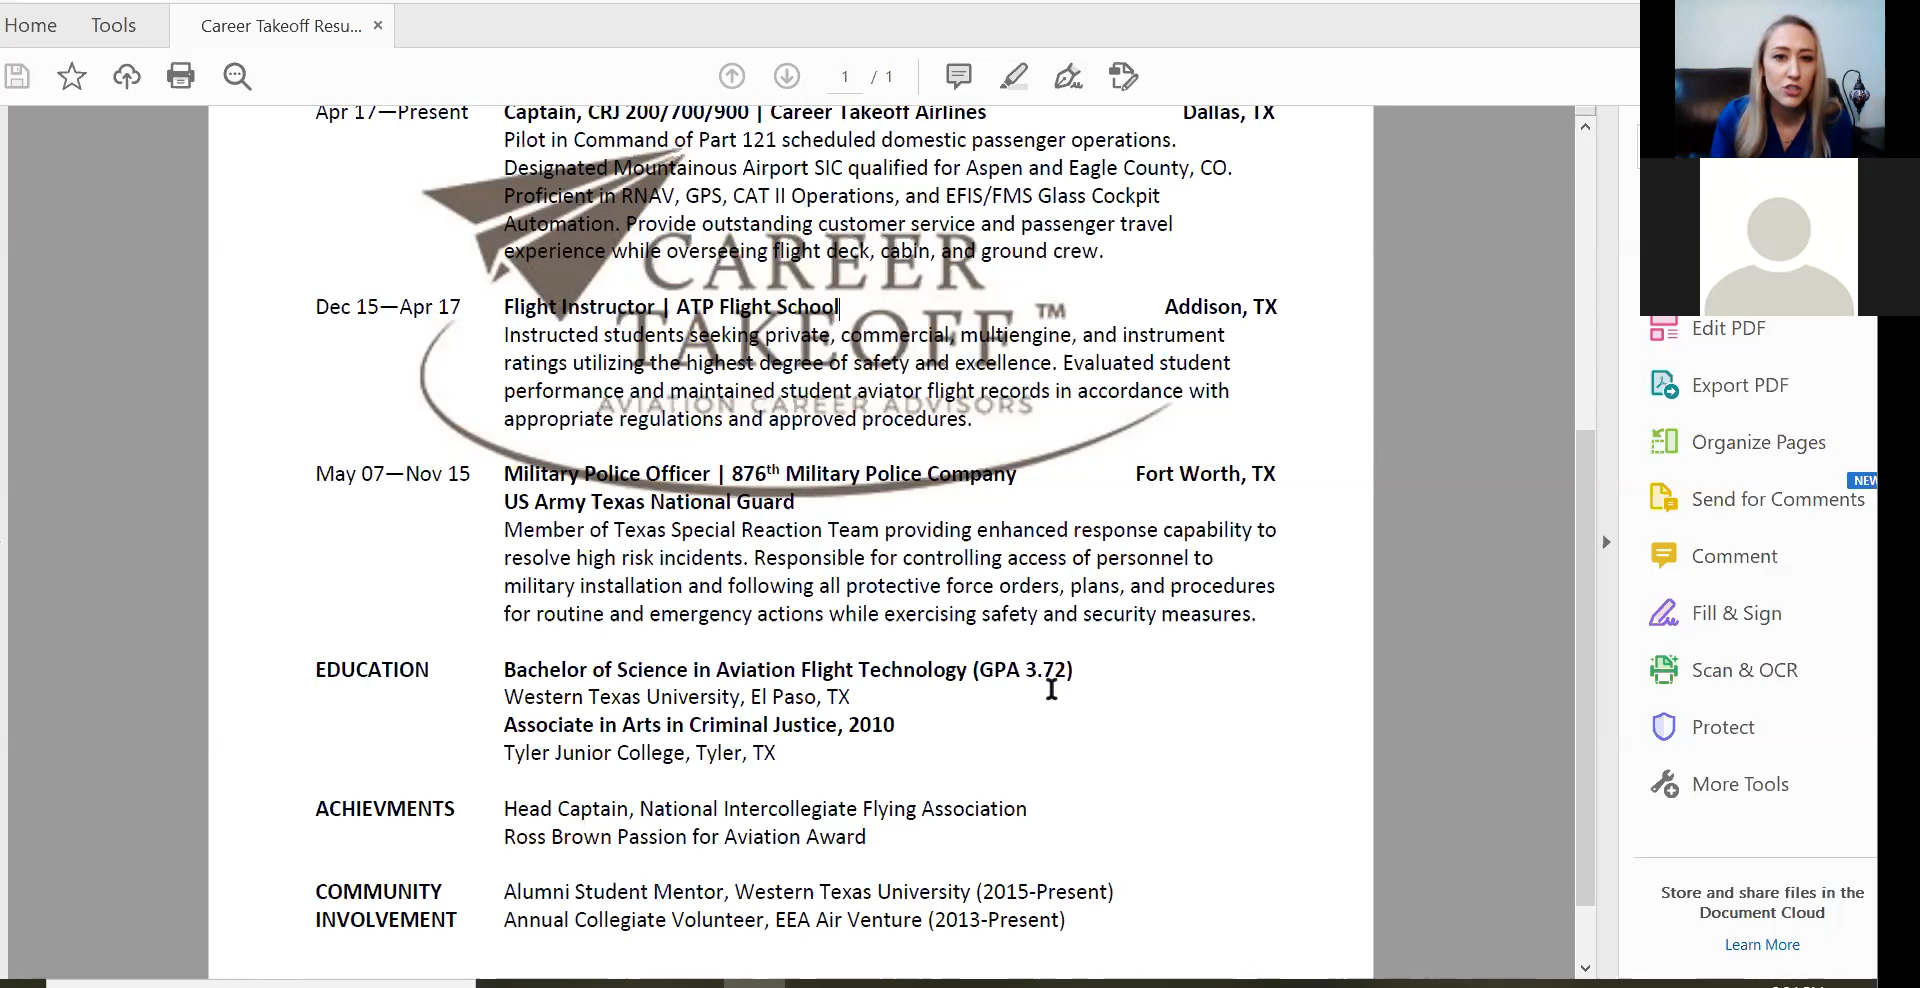 Home Tools Career Takeoff Resu... ×
1 / 1
Apr 17—Present Captain, CRJ 200/700/900 | Career Takeoff Airlines Dallas, TX
Pilot in Command of Part 121 scheduled domestic passenger operations.
Designated Mountainous Airport SIC qualified for Aspen and Eagle County, CO.
Proficient in RNAV, GPS, CAT II Operations, and EFIS/FMS Glass Cockpit
Automation. Provide outstanding customer service and passenger travel
experience while overseeing flight deck, cabin, and ground crew.
CAREER
TAKEOFF ™
AVIATION CAREER ADVISORS
Dec 15—Apr 17 Flight Instructor | ATP Flight School Addison, TX
Instructed students seeking private, commercial, multiengine, and instrument
ratings utilizing the highest degree of safety and excellence. Evaluated student
performance and maintained student aviator flight records in accordance with
appropriate regulations and approved procedures.
May 07—Nov 15 Military Police Officer | 876th Military Police Company Fort Worth, TX
US Army Texas National Guard
Member of Texas Special Reaction Team providing enhanced response capability to
resolve high risk incidents. Responsible for controlling access of personnel to
military installation and following all protective force orders, plans, and procedures
for routine and emergency actions while exercising safety and security measures.
EDUCATION Bachelor of Science in Aviation Flight Technology (GPA 3.72)
Western Texas University, El Paso, TX
Associate in Arts in Criminal Justice, 2010
Tyler Junior College, Tyler, TX
ACHIEVMENTS Head Captain, National Intercollegiate Flying Association
Ross Brown Passion for Aviation Award
COMMUNITY Alumni Student Mentor, Western Texas University (2015-Present)
INVOLVEMENT Annual Collegiate Volunteer, EEA Air Venture (2013-Present)
Edit PDF
Export PDF
Organize Pages
NEW
Send for Comments
Comment
Fill & Sign
Scan & OCR
Protect
More Tools
Store and share files in the
Document Cloud
Learn More